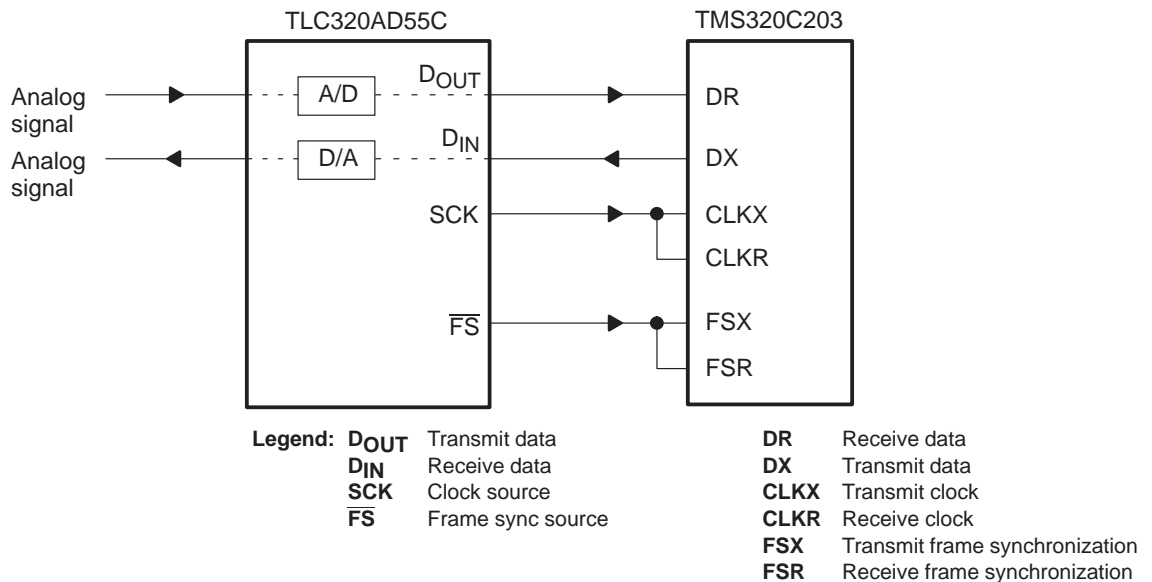 TLC320AD55C
TMS320C203
Analog
signal
A/D
DOUT
DR
Analog
signal
D/A
DIN
DX
SCK
CLKX
CLKR
FS
FSX
FSR
Legend: DOUT Transmit data
DIN Receive data
SCK Clock source
FS Frame sync source
DR Receive data
DX Transmit data
CLKX Transmit clock
CLKR Receive clock
FSX Transmit frame synchronization
FSR Receive frame synchronization